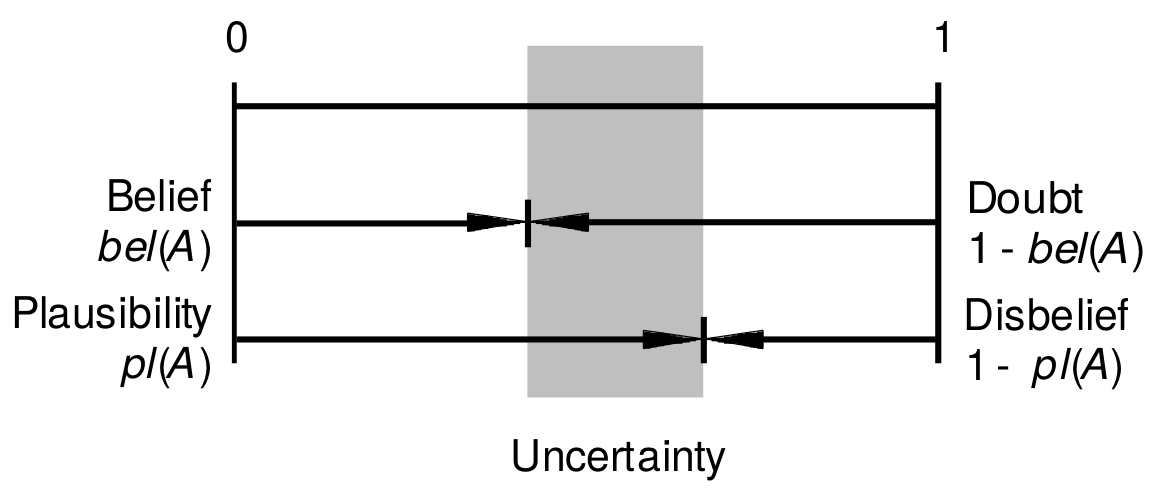 0
1
Belief
bel(A)
Doubt
1 - bel(A)
Plausibility
pl(A)
Disbelief
1 - pl(A)
Uncertainty